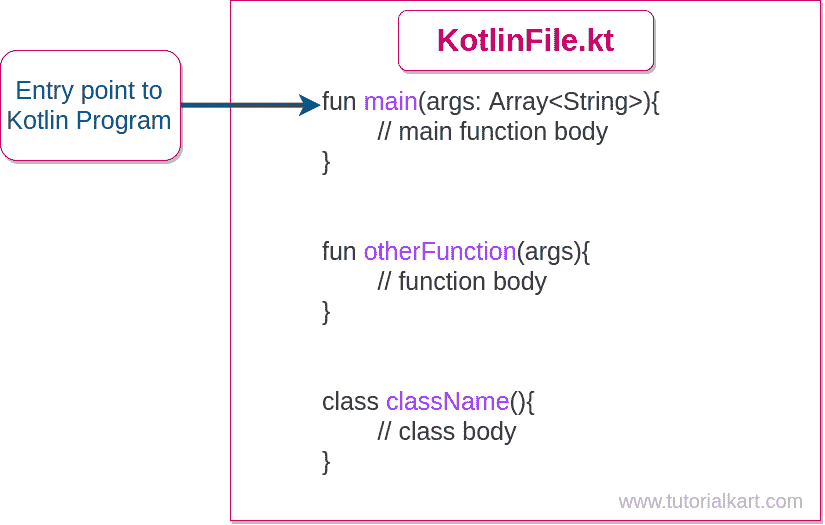 KotlinFile.kt
Entry point to
Kotlin Program
fun main(args: Array<String>){
// main function body
}
fun otherFunction(args){
// function body
}
class className(){
// class body
}
www.tutorialkart.com